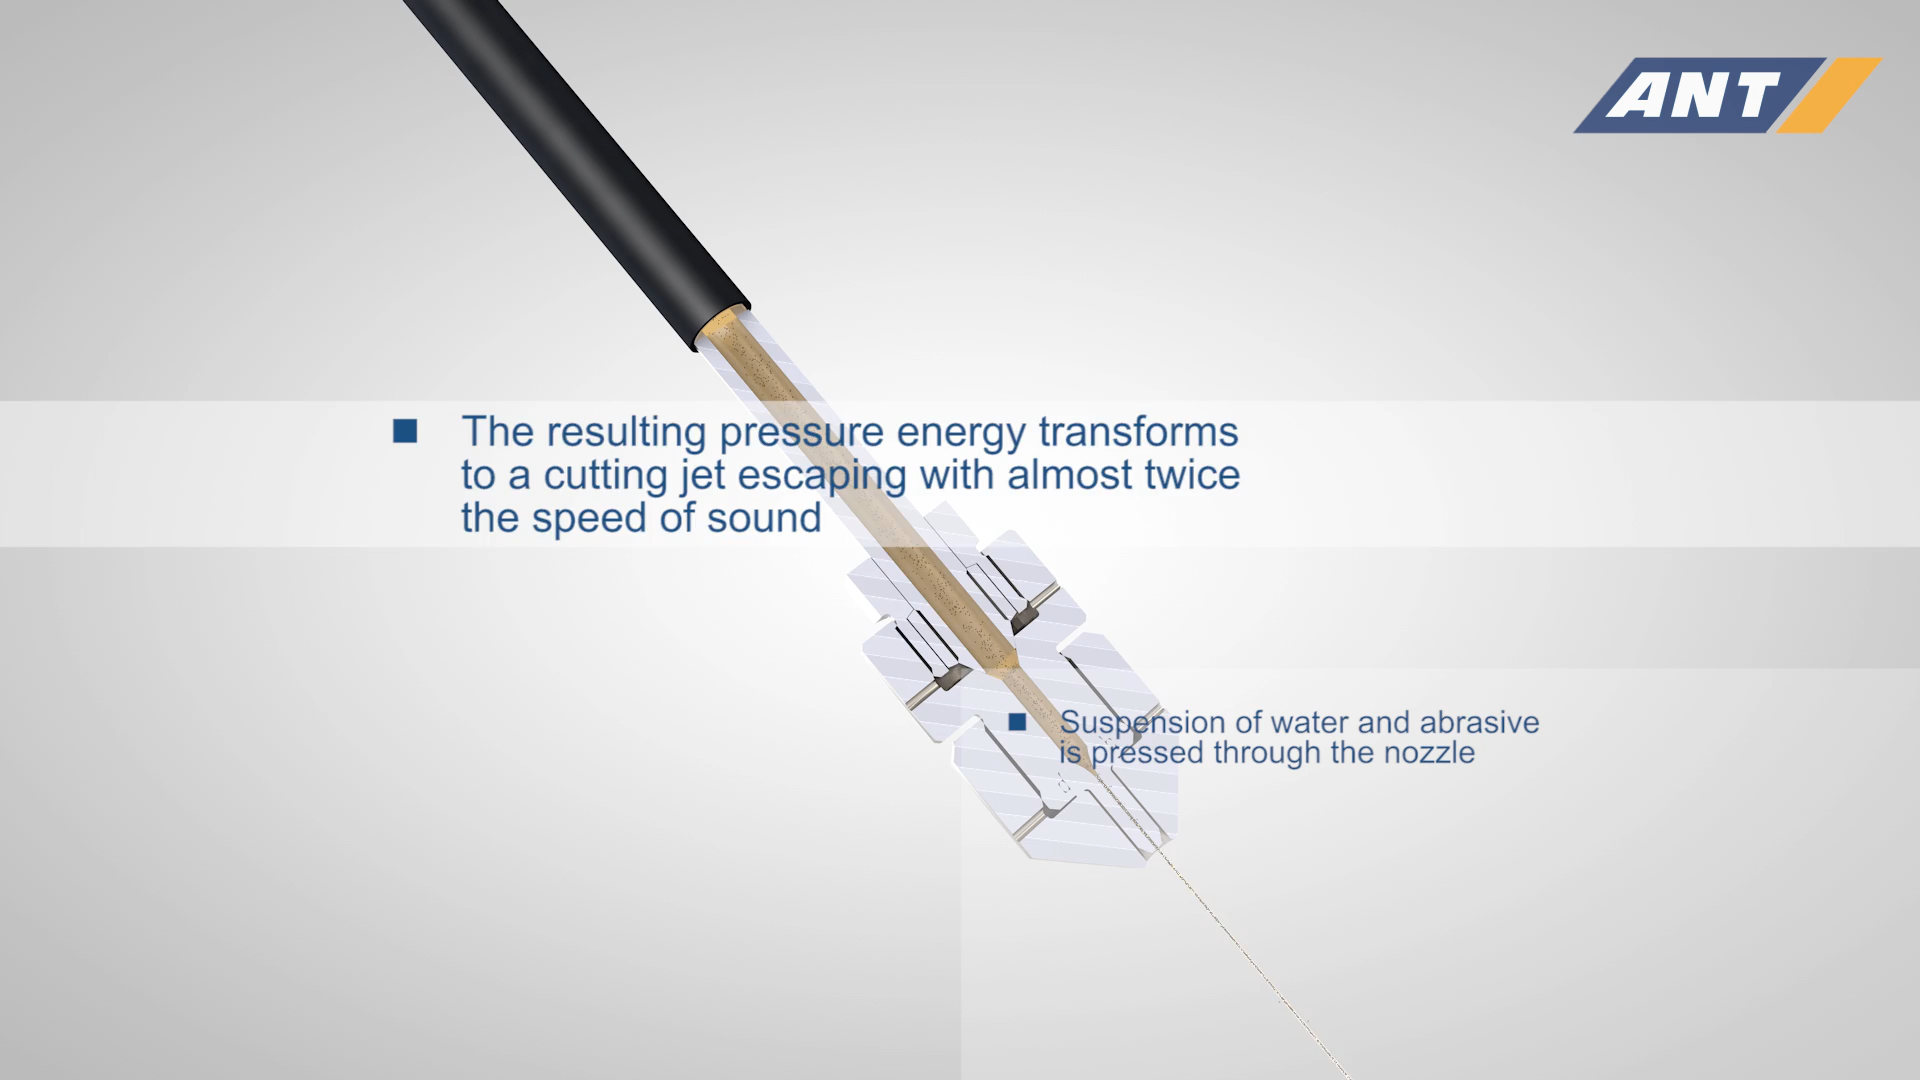 ANT
The resulting pressure energy transforms
to a cutting jet escaping with almost twice
the speed of sound
Suspension of water and abrasive
is pressed through the nozzle